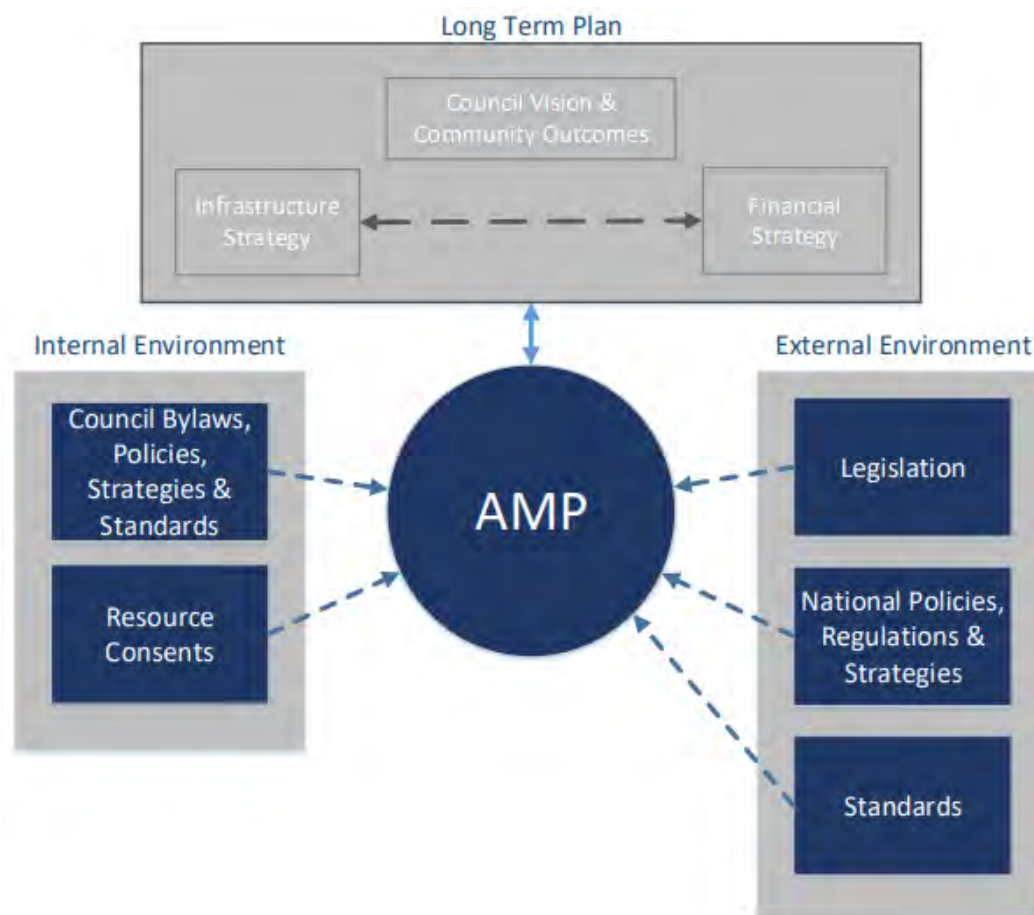 Long Term Plan
Council Vision &
Community Outcomes
Infrastructure
Strategy
Financial
Strategy
Internal Environment
Council Bylaws,
Policies,
Strategies &
Standards
Resource
Consents
AMP
External Environment
Legislation
National Policies,
Regulations &
Strategies
Standards